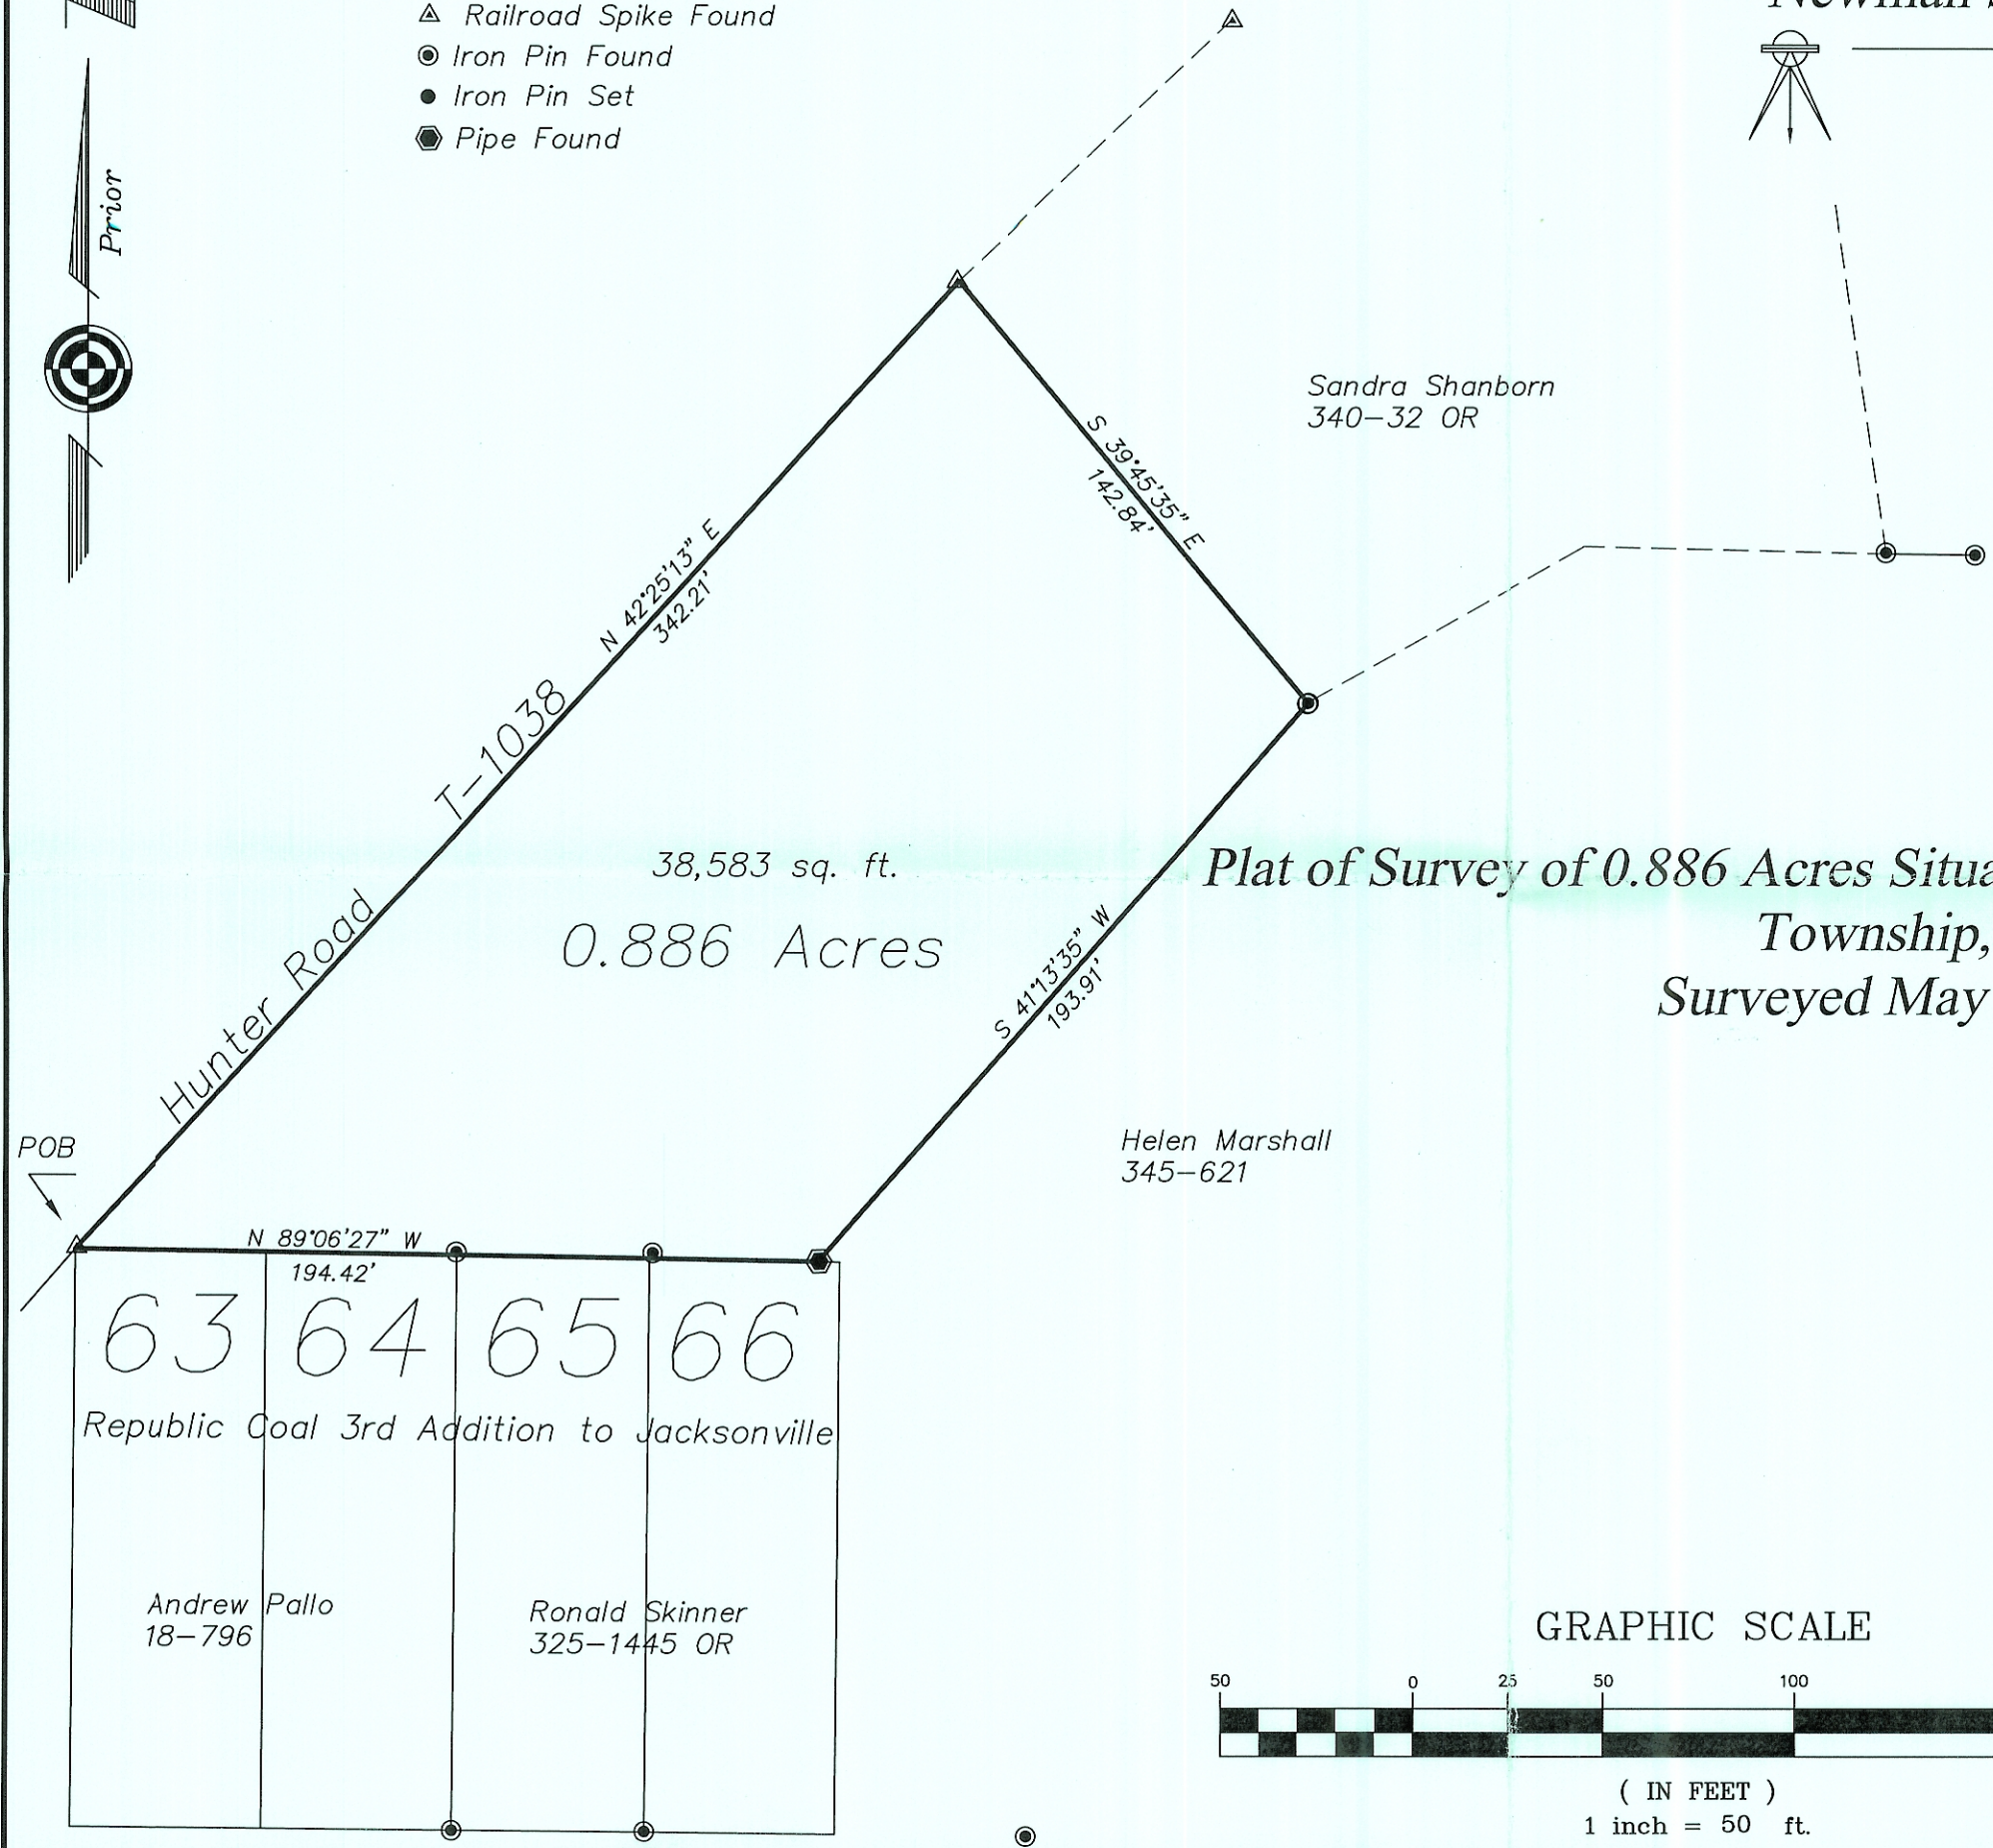 Railroad Spike Found
Iron Pin Found
Iron Pin Set
Pipe Found
Prior
Sandra Shanborn
340-32 OR
S 39°45'35" E
142.84'
N 42°25'13" E
342.21'
Hunter Road T-1038
38,583 sq. ft.
0.886 Acres
Plat of Survey of 0.886 Acres
Township,
Surveyed May
S 41°13'35" W
193.91'
Helen Marshall
345-621
POB
N 89°06'27" W
194.42'
63 64 65 66
Republic Coal 3rd Addition to Jacksonville
Andrew Pallo
18-796
Ronald Skinner
325-1445 OR
GRAPHIC SCALE
50 0 25 50 100
( IN FEET )
1 inch = 50 ft.